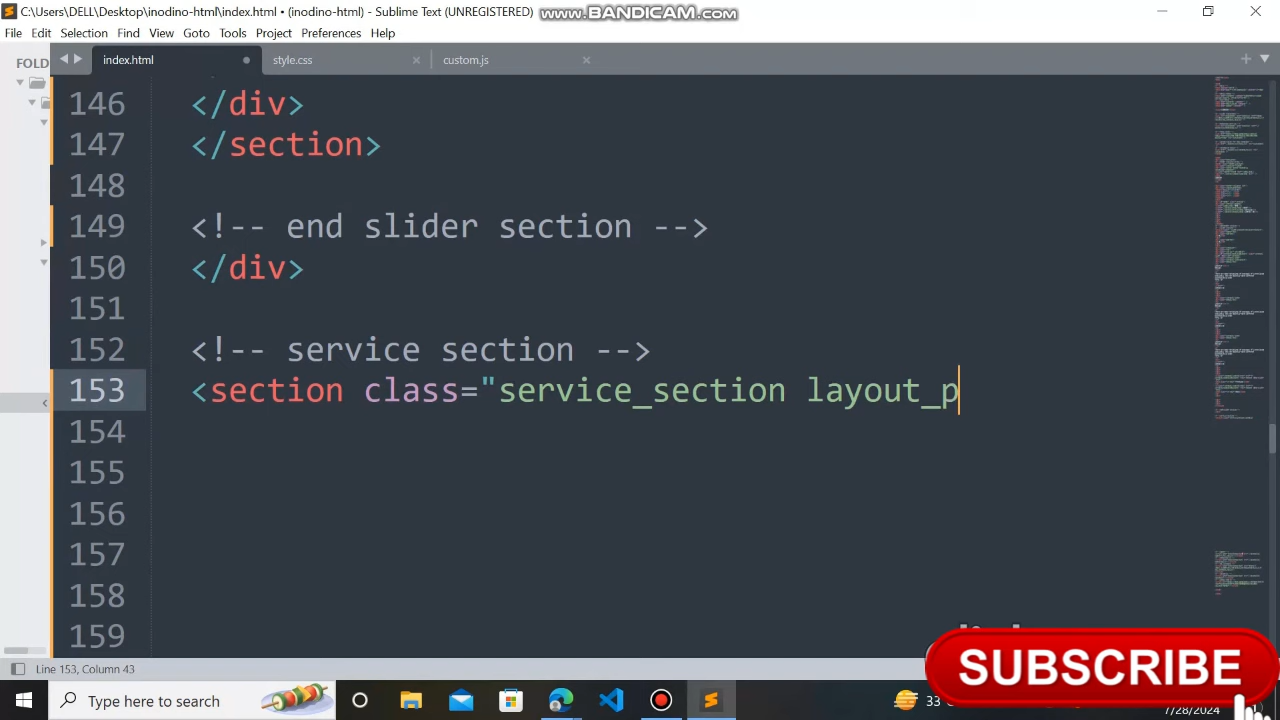 C:\Users\DELL\Desktop\inodino-html\index.html • (inodino-html) - Sublime Text (UNREGISTERED)
www.BANDICAM.com
File Edit Selection Find View Goto Tools Project Preferences Help
FOLD
index.html
style.css
custom.js
146 </div>
147 </section>
148
149 <!-- end slider section -->
150 </div>
151
152 <!-- service section -->
153 <section class="service_section layout_p
154
155
156
157
158
159
Line 153, Column 43
SUBSCRIBE
Type here to search
33
7/28/2024